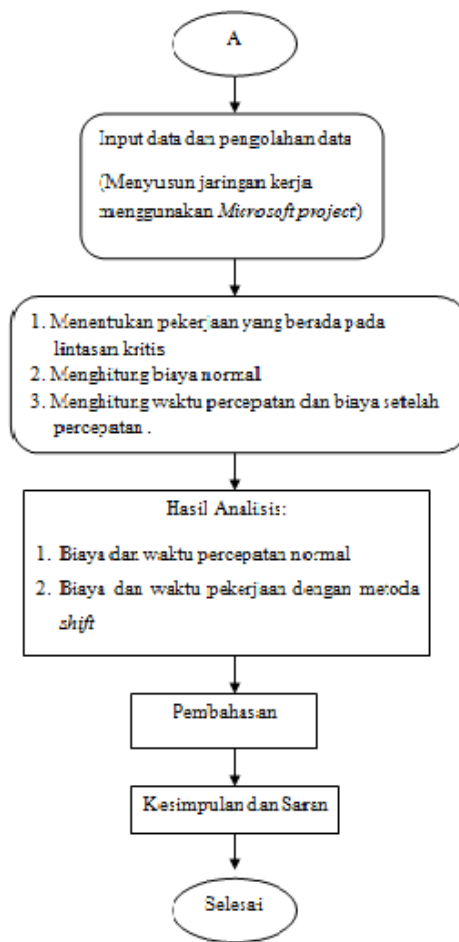 A
Input data dan pengolahan data
(Menyusun jaringan kerja
menggunakan Microsoft project)
1. Menentukan pekerjaan yang berada pada
lintasan kritis
2. Menghitung biaya normal
3. Menghitung waktu percepatan dan biaya setelah
percepatan .
Hasil Analisis:
1. Biaya dan waktu percepatan normal
2. Biaya dan waktu pekerjaan dengan metoda
shift
Pembahasan
Kesimpulan dan Saran
Selesai